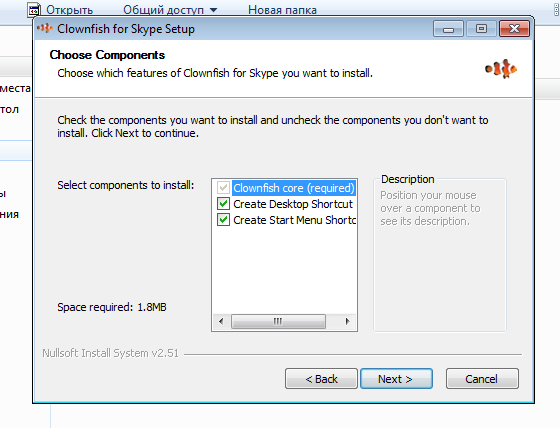 Открыть Общий доступ Новая папка
Clownfish for Skype Setup
Choose Components
Choose which features of Clownfish for Skype you want to install.
места
тол
ы
ния
Check the components you want to install and uncheck the components you don't want to
install. Click Next to continue.
Select components to install:
Clownfish core (required)
Create Desktop Shortcut
Create Start Menu Shortc
Description
Position your mouse
over a component to
see its description.
Space required: 1.8MB
Nullsoft Install System v2.51
< Back Next > Cancel